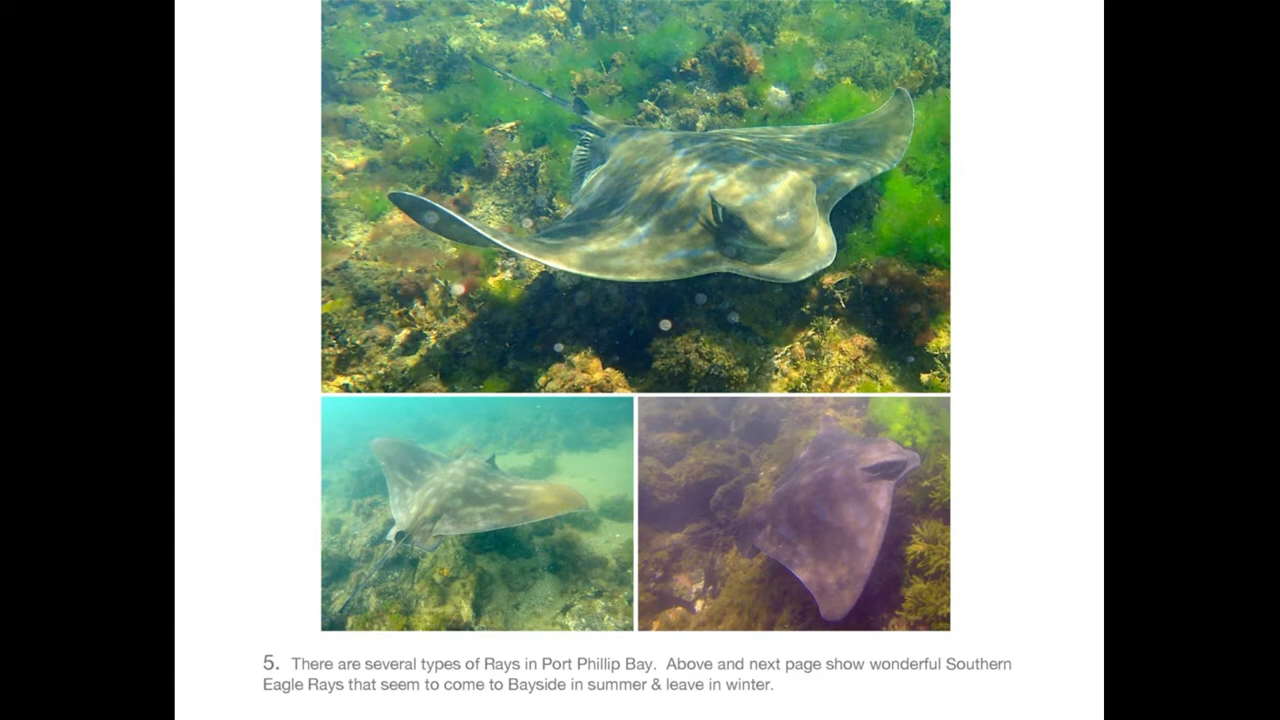 5. There are several types of Rays in Port Phillip Bay. Above and next page show wonderful Southern
Eagle Rays that seem to come to Bayside in summer & leave in winter.